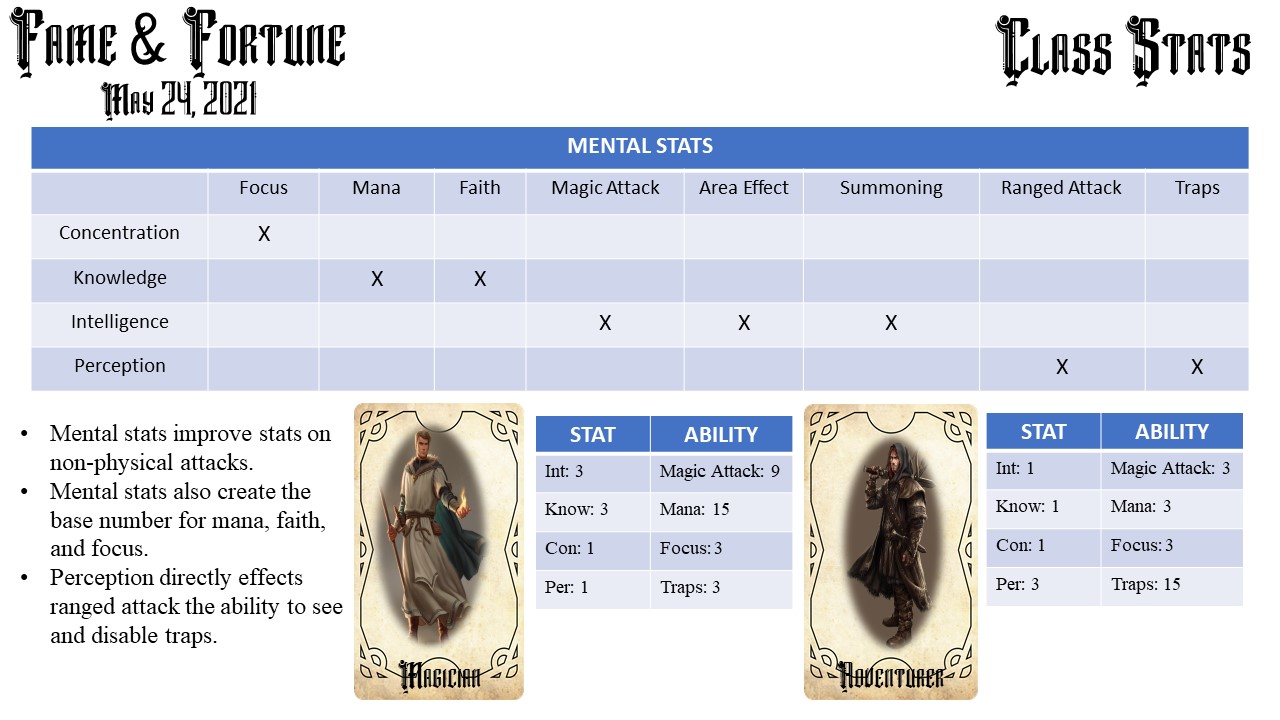 Fame & Fortune
May 24, 2021
Class Stats
MENTAL STATS
Focus Mana Faith Magic Attack Area Effect Summoning Ranged Attack Traps
Concentration X
Knowledge X X
Intelligence X X X
Perception X X
• Mental stats improve stats on
non-physical attacks.
• Mental stats also create the
base number for mana, faith,
and focus.
• Perception directly effects
ranged attack the ability to see
and disable traps.
Magician
STAT ABILITY
Int: 3 Magic Attack: 9
Know: 3 Mana: 15
Con: 1 Focus: 3
Per: 1 Traps: 3
Adventurer
STAT ABILITY
Int: 1 Magic Attack: 3
Know: 1 Mana: 3
Con: 1 Focus: 3
Per: 3 Traps: 15